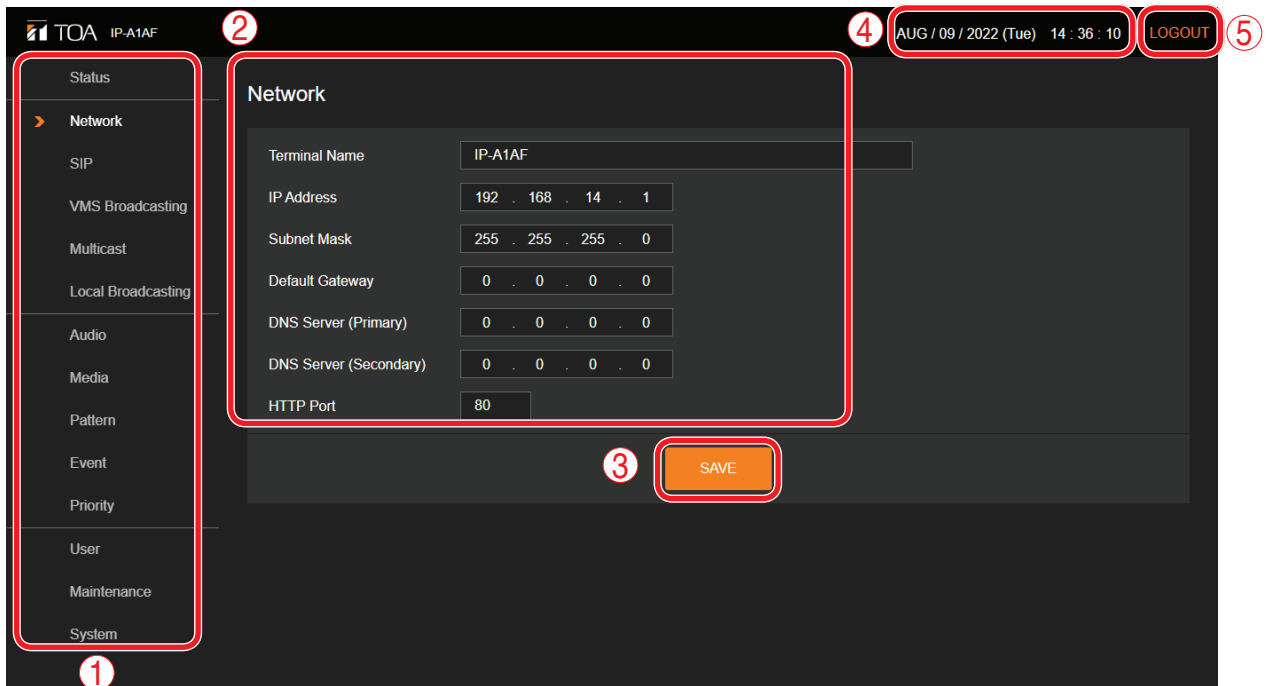 TOA IP-A1AF
②
④
AUG / 09 / 2022 (Tue) 14 : 36 : 10
LOGOUT
⑤
Status
Network
SIP
VMS Broadcasting
Multicast
Local Broadcasting
Audio
Media
Pattern
Event
Priority
User
Maintenance
System
①
Network
Terminal Name IP-A1AF
IP Address 192 . 168 . 14 . 1
Subnet Mask 255 . 255 . 255 . 0
Default Gateway 0 . 0 . 0 . 0
DNS Server (Primary) 0 . 0 . 0 . 0
DNS Server (Secondary) 0 . 0 . 0 . 0
HTTP Port 80
③
SAVE